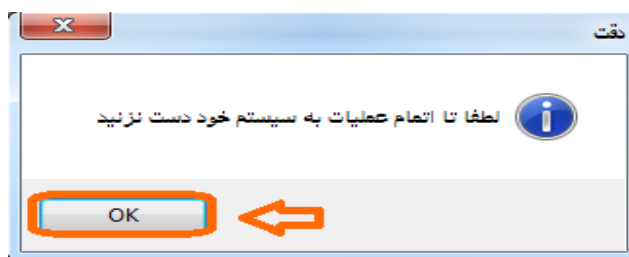 دقت
لطفا تا اتمام عملیات به سیستم خود دست نزنید
OK